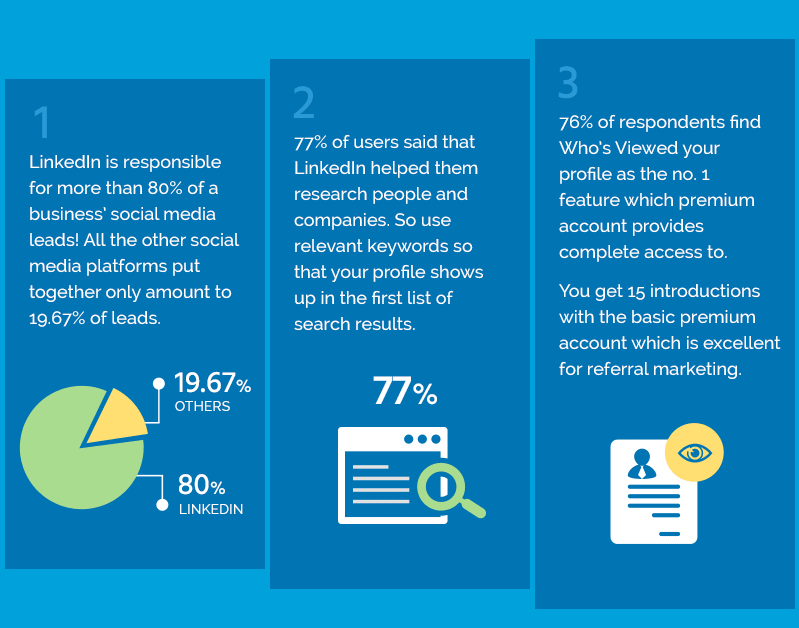 1
LinkedIn is responsible
for more than 80% of a
business' social media
leads! All the other social
media platforms put
together only amount to
19.67% of leads.
19.67%
OTHERS
80%
LINKEDIN
2
77% of users said that
LinkedIn helped them
research people and
companies. So use
relevant keywords so
that your profile shows
up in the first list of
search results.
77%
3
76% of respondents find
Who's Viewed your
profile as the no. 1
feature which premium
account provides
complete access to.
You get 15 introductions
with the basic premium
account which is excellent
for referral marketing.